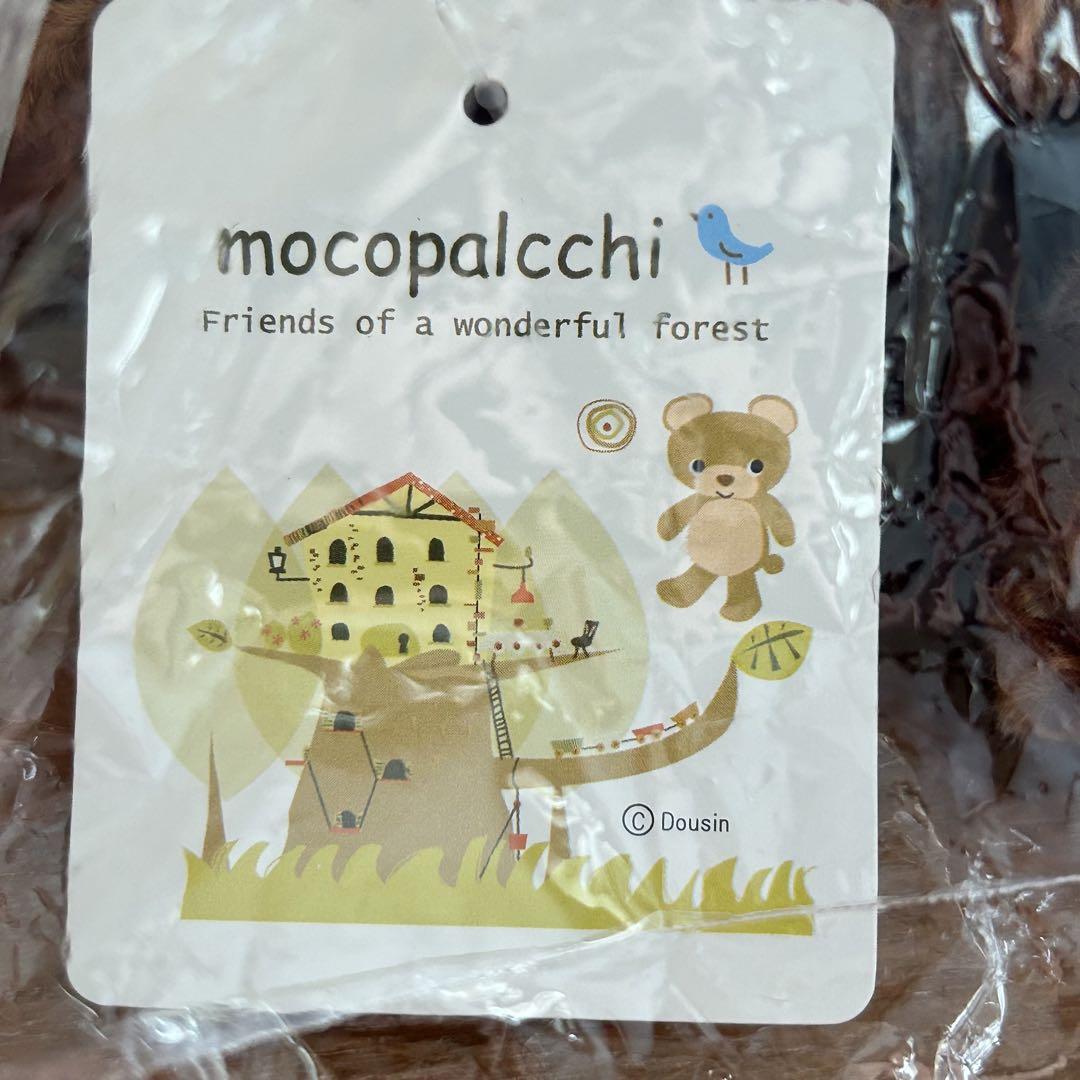 mocopalcchi
Friends of a wonderful forest
© Dousin